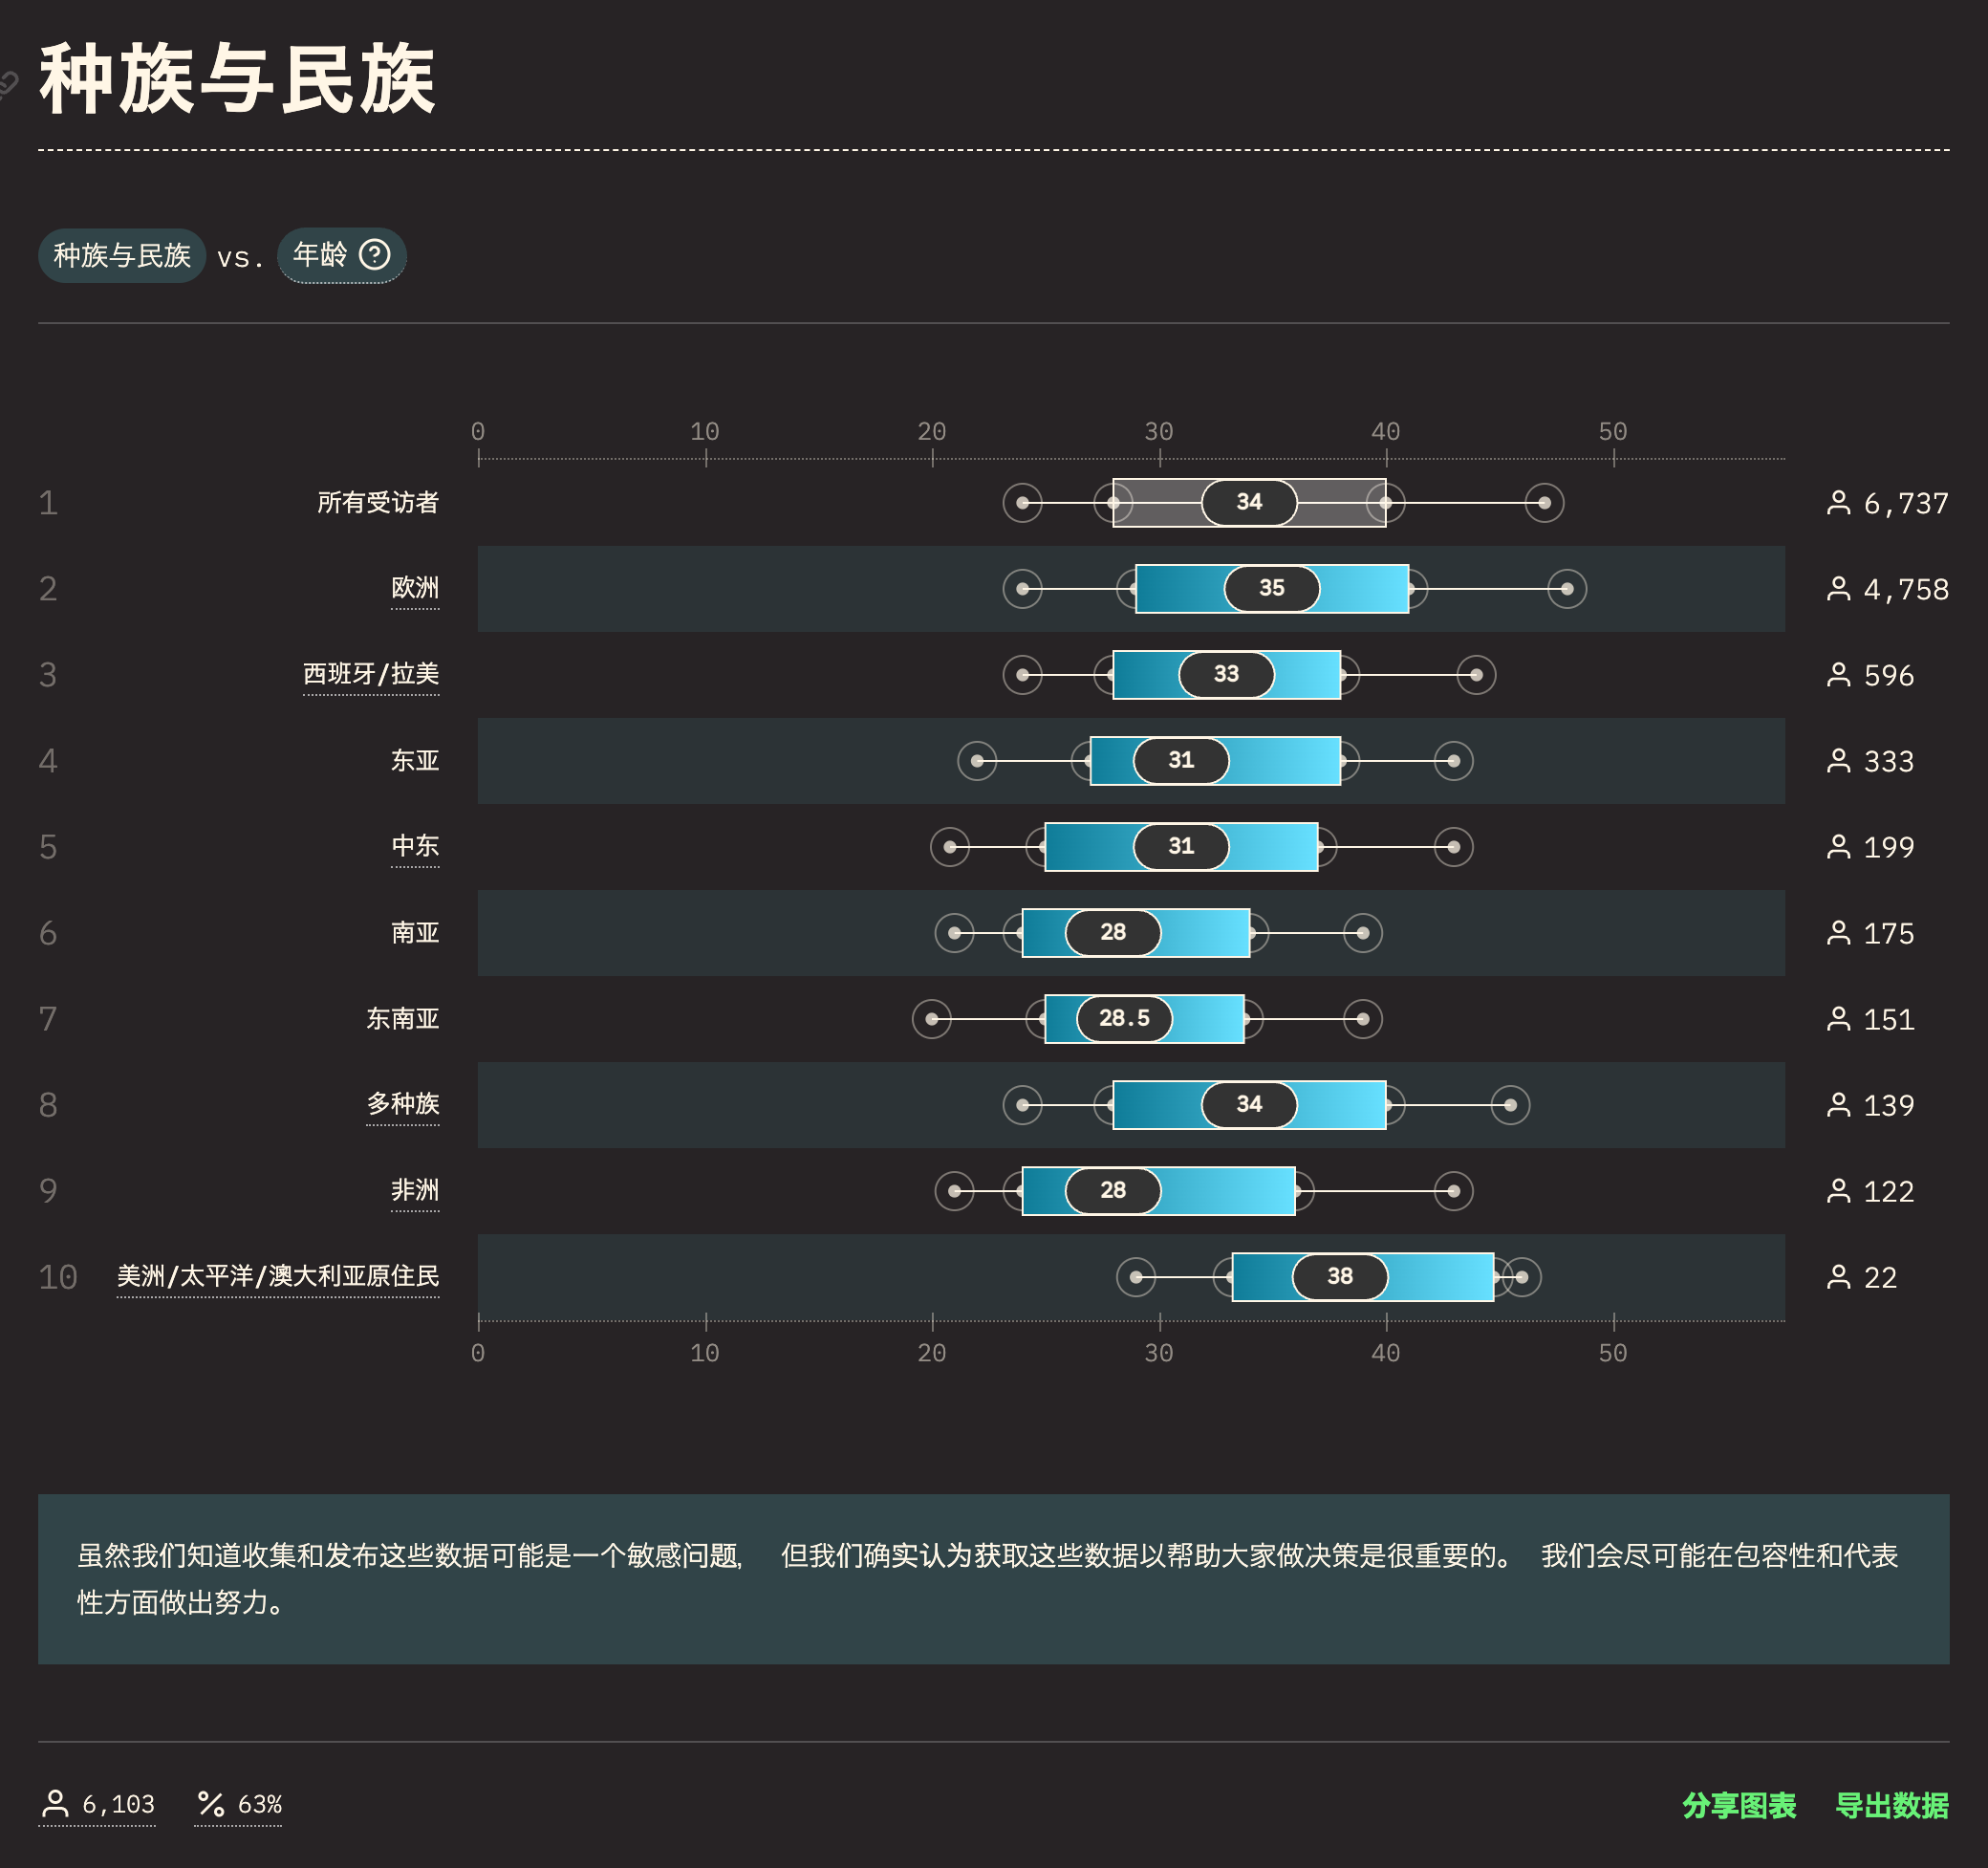 种族与民族
种族与民族 vs. 年龄 ?
0 10 20 30 40 50
1 所有受访者 34 6,737
2 欧洲 35 4,758
3 西班牙/拉美 33 596
4 东亚 31 333
5 中东 31 199
6 南亚 28 175
7 东南亚 28.5 151
8 多种族 34 139
9 非洲 28 122
10 美洲/太平洋/澳大利亚原住民 38 22
0 10 20 30 40 50
虽然我们知道收集和发布这些数据可能是一个敏感问题, 但我们确实认为获取这些数据以帮助大家做决策是很重要的。 我们会尽可能在包容性和代表
性方面做出努力。
6,103 % 63% 分享图表 导出数据